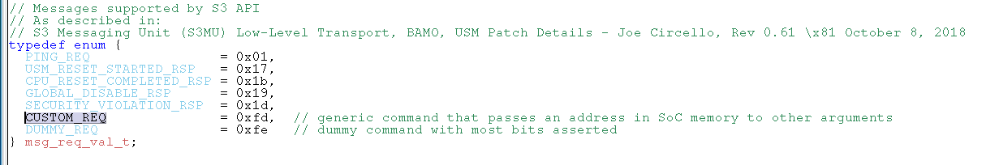 // Messages supported by S3 API
// As described in:
// S3 Messaging Unit (S3MU) Low-Level Transport, BAMO, USM Patch Details - Joe Circello, Rev 0.61 \x81 October 8, 2018
typedef enum {
  PING_REQ                = 0x01,
  USM_RESET_STARTED_RSP   = 0x17,
  CPU_RESET_COMPLETED_RSP = 0x1b,
  GLOBAL_DISABLE_RSP      = 0x19,
  SECURITY_VIOLATION_RSP  = 0x1d,
  CUSTOM_REQ              = 0xfd,  // generic command that passes an address in SoC memory to other arguments
  DUMMY_REQ               = 0xfe   // dummy command with most bits asserted
} msg_req_val_t;